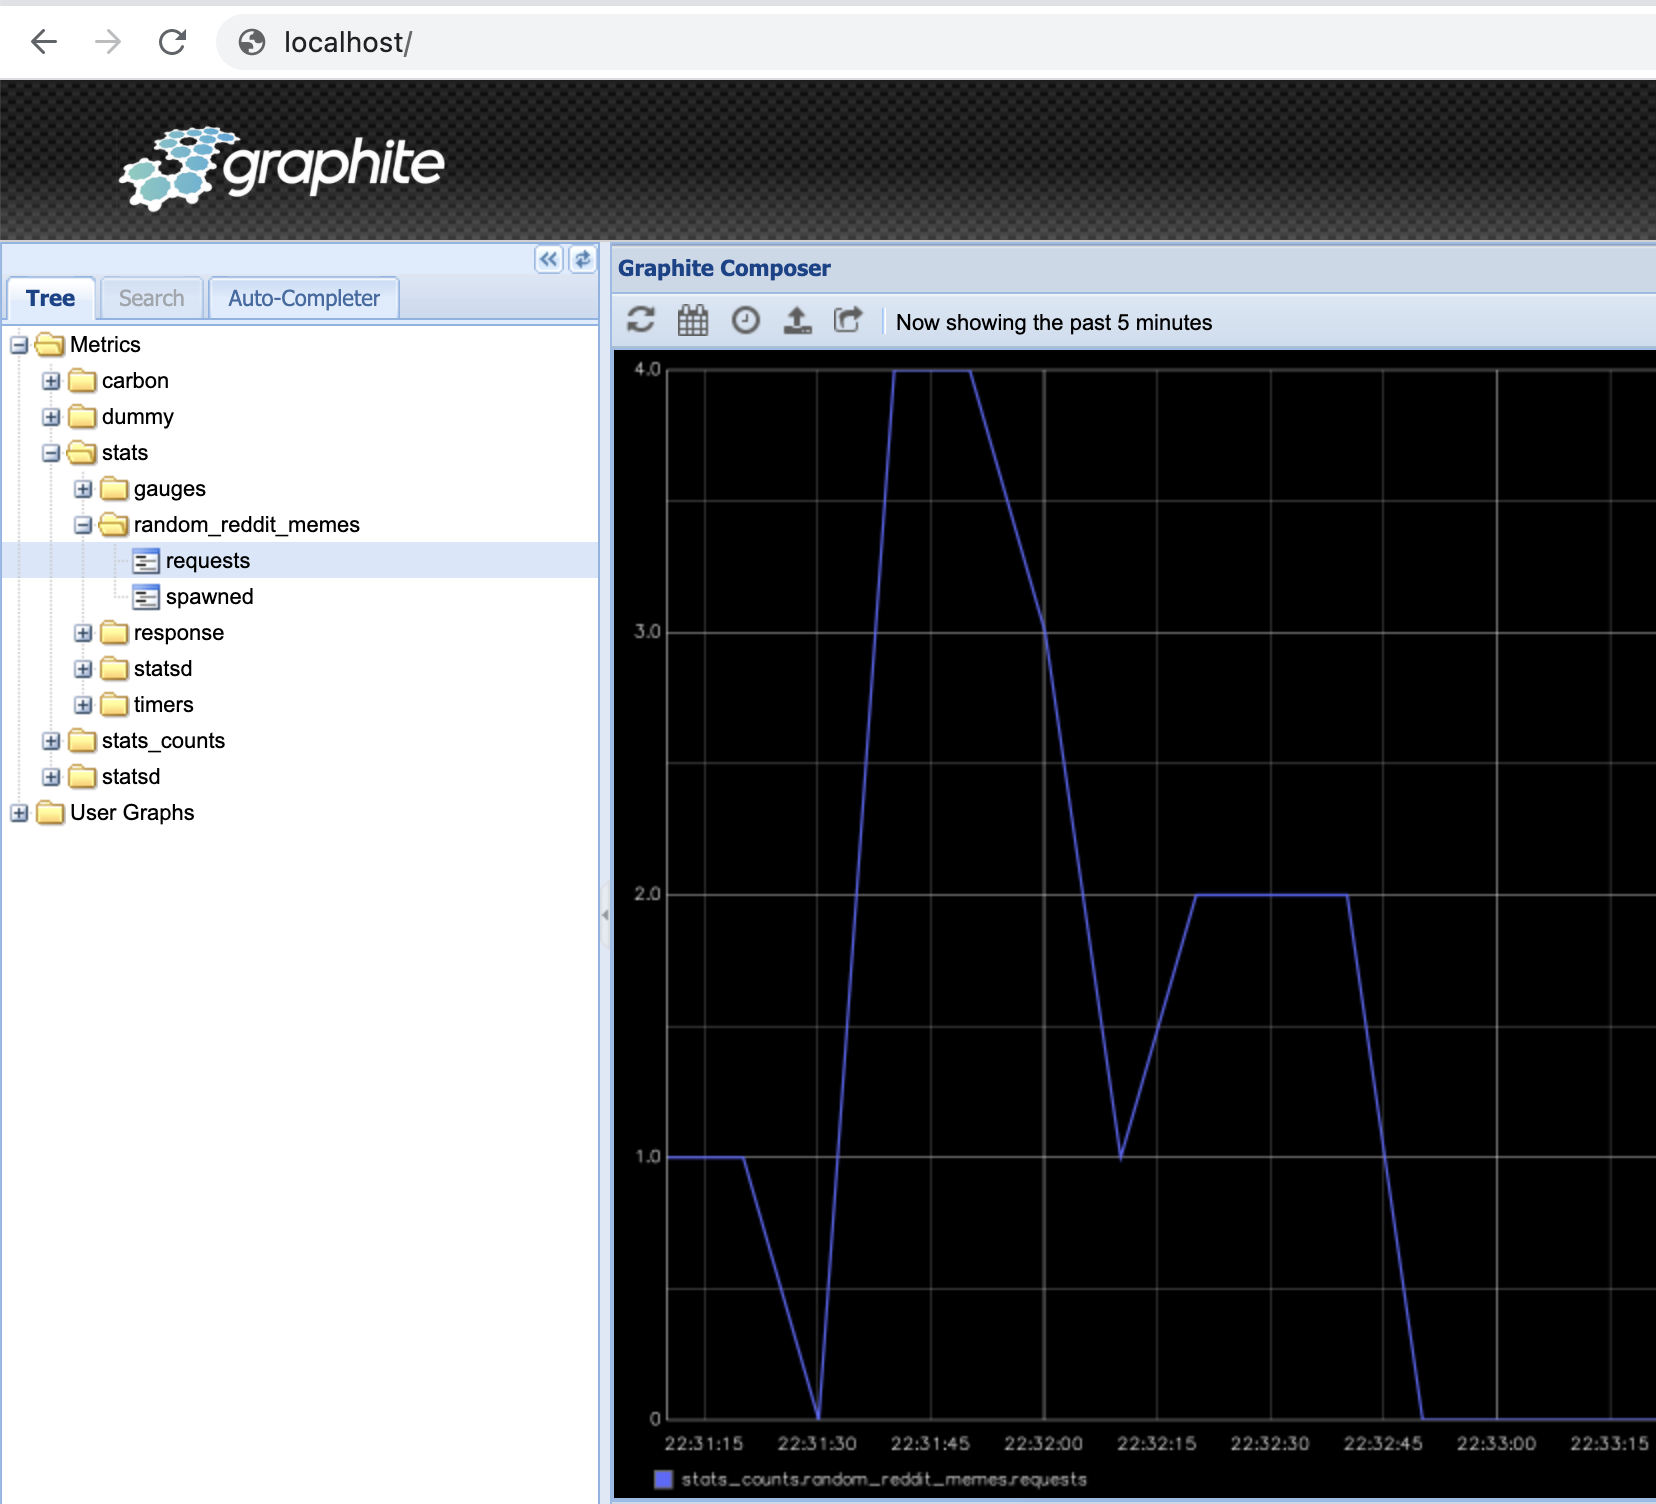 localhost/
graphite
Tree Search Auto-Completer
Metrics
carbon
dummy
stats
gauges
random_reddit_memes
requests
spawned
response
statsd
timers
stats_counts
statsd
User Graphs
Graphite Composer
Now showing the past 5 minutes
4.0
3.0
2.0
1.0
0
22:31:15 22:31:30 22:31:45 22:32:00 22:32:15 22:32:30 22:32:45 22:33:00 22:33:15
stats_counts.random_reddit_memes.requests